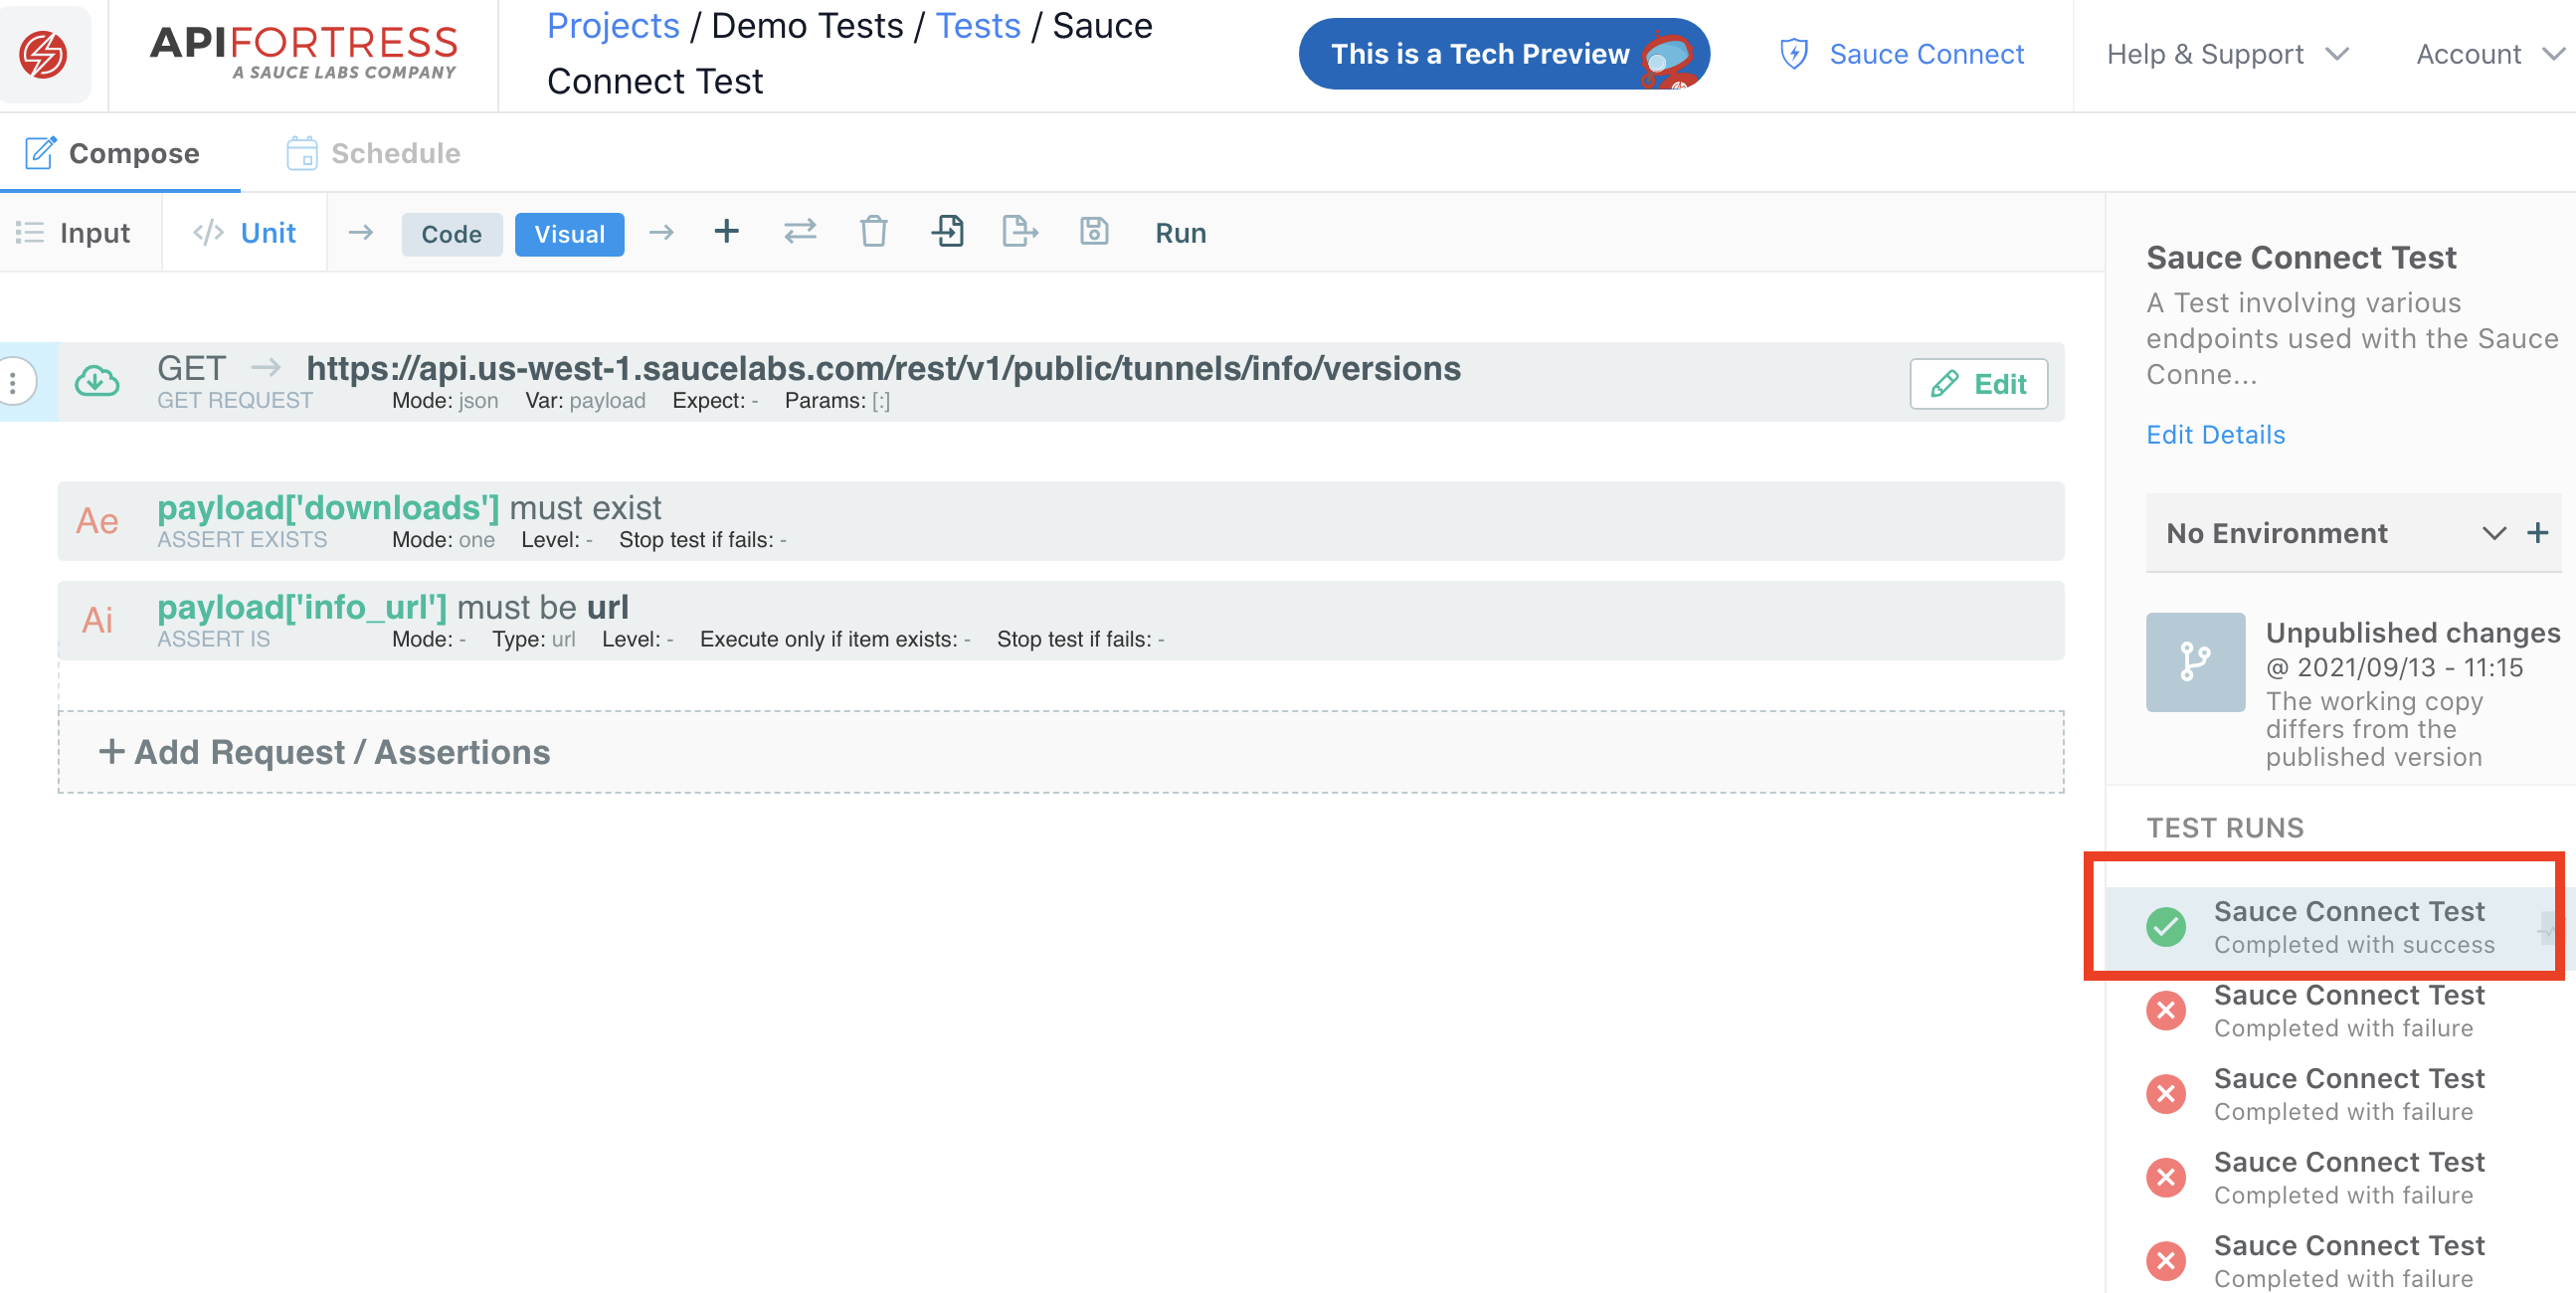 APIFORTRESS
A SAUCE LABS COMPANY
Projects / Demo Tests / Tests / Sauce
Connect Test
This is a Tech Preview
Sauce Connect
Help & Support
Account
Compose
Schedule
Input
</> Unit
Code
Visual
Run
GET → https://api.us-west-1.saucelabs.com/rest/v1/public/tunnels/info/versions
GET REQUEST Mode: json Var: payload Expect: - Params: [:]
Edit
Ae payload['downloads'] must exist
ASSERT EXISTS Mode: one Level: - Stop test if fails: -
Ai payload['info_url'] must be url
ASSERT IS Mode: - Type: url Level: - Execute only if item exists: - Stop test if fails: -
+ Add Request / Assertions
Sauce Connect Test
A Test involving various
endpoints used with the Sauce
Conne...
Edit Details
No Environment
Unpublished changes
@ 2021/09/13 - 11:15
The working copy
differs from the
published version
TEST RUNS
Sauce Connect Test
Completed with success
Sauce Connect Test
Completed with failure
Sauce Connect Test
Completed with failure
Sauce Connect Test
Completed with failure
Sauce Connect Test
Completed with failure